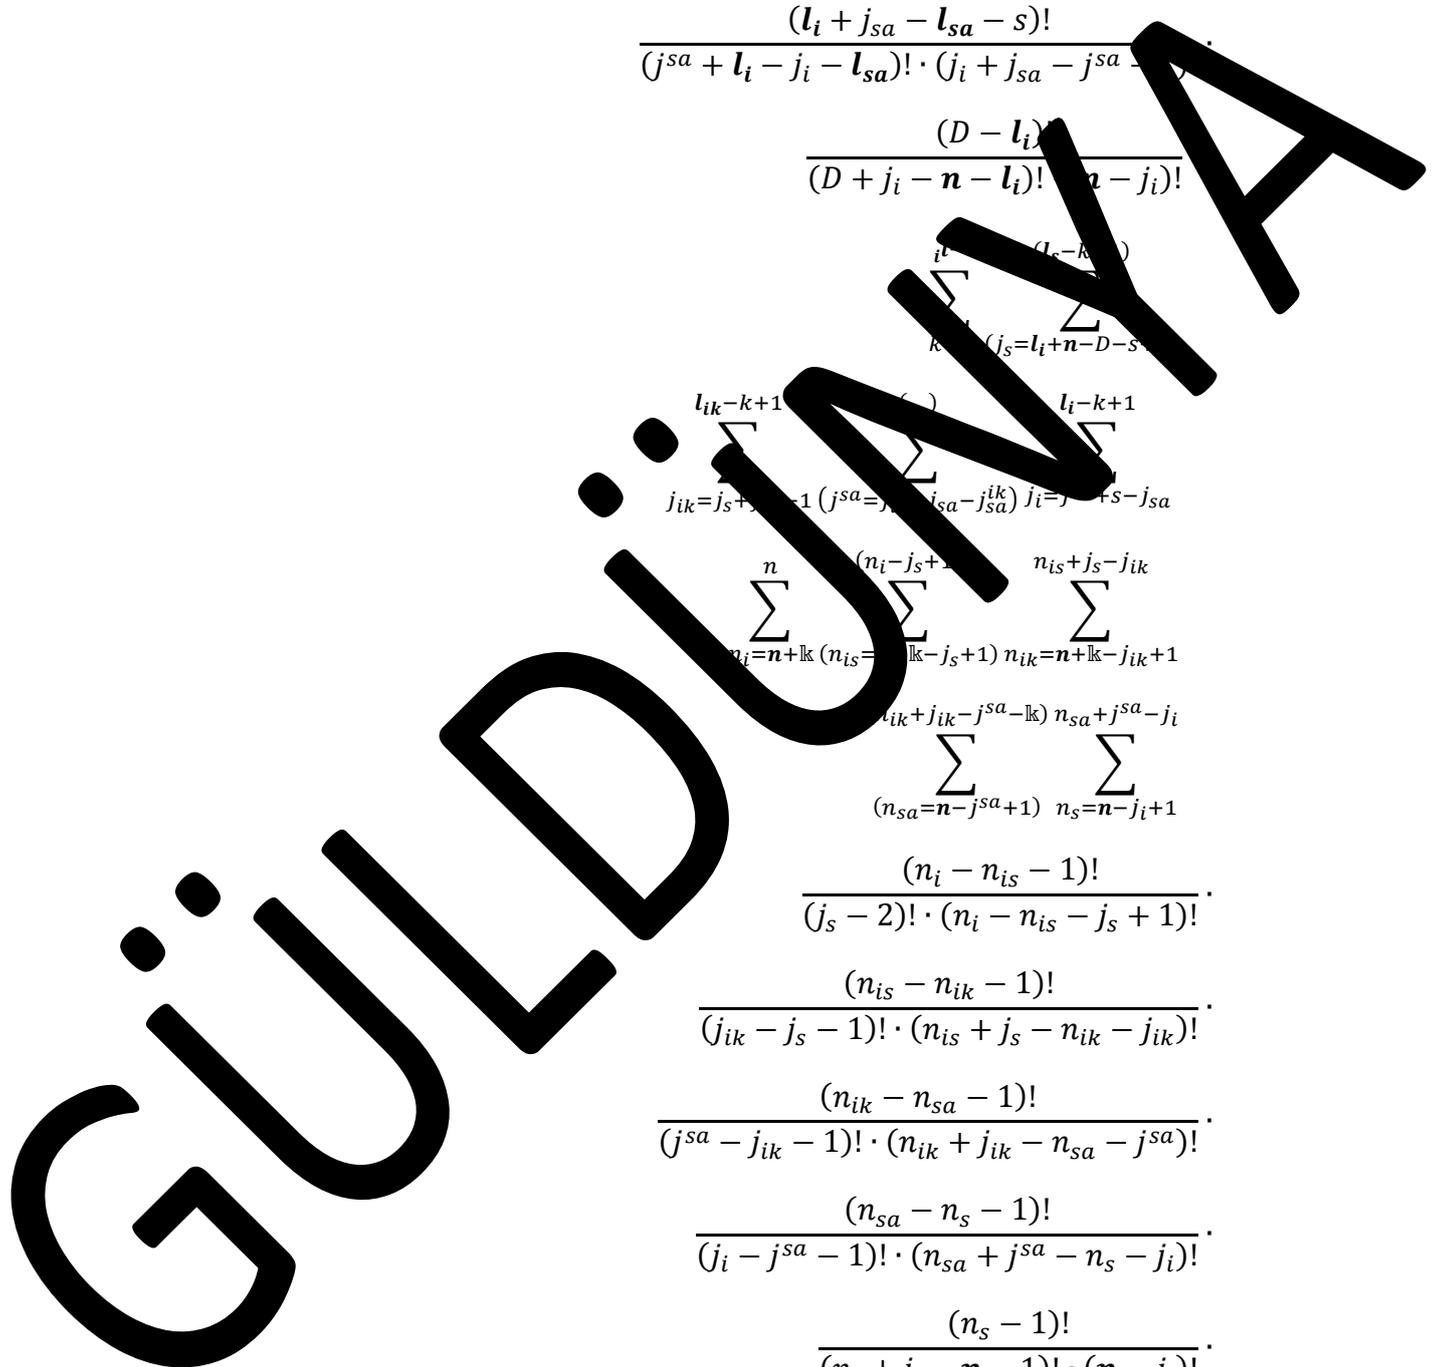 (l_i + j_sa − l_sa − s)!
(j^sa + l_i − j_i − l_sa)! · (j_i + j_sa − j^sa − ·
(D − l_i)!
(D + j_i − n − l_i)! n − j_i)!
∑ ∑
(j_s=l_i+n−D−s
l_ik−k+1 ( ) l_i−k+1
∑ ∑ ∑
j_ik=j_s+ −1 (j^sa= j_sa−j_sa^ik) j_i= +s−j_sa
n (n_i−j_s+1 n_is+j_s−j_ik
∑ ∑ ∑
n_i=n+𝕜 (n_is= 𝕜−j_s+1) n_ik=n+𝕜−j_ik+1
n_ik+j_ik−j^sa−𝕜) n_sa+j^sa−j_i
∑ ∑
(n_sa=n−j^sa+1) n_s=n−j_i+1
(n_i − n_is − 1)!
(j_s − 2)! · (n_i − n_is − j_s + 1)! ·
(n_is − n_ik − 1)!
(j_ik − j_s − 1)! · (n_is + j_s − n_ik − j_ik)! ·
(n_ik − n_sa − 1)!
(j^sa − j_ik − 1)! · (n_ik + j_ik − n_sa − j^sa)! ·
(n_sa − n_s − 1)!
(j_i − j^sa − 1)! · (n_sa + j^sa − n_s − j_i)! ·
(n_s − 1)! ·
GÜLDÜNYA